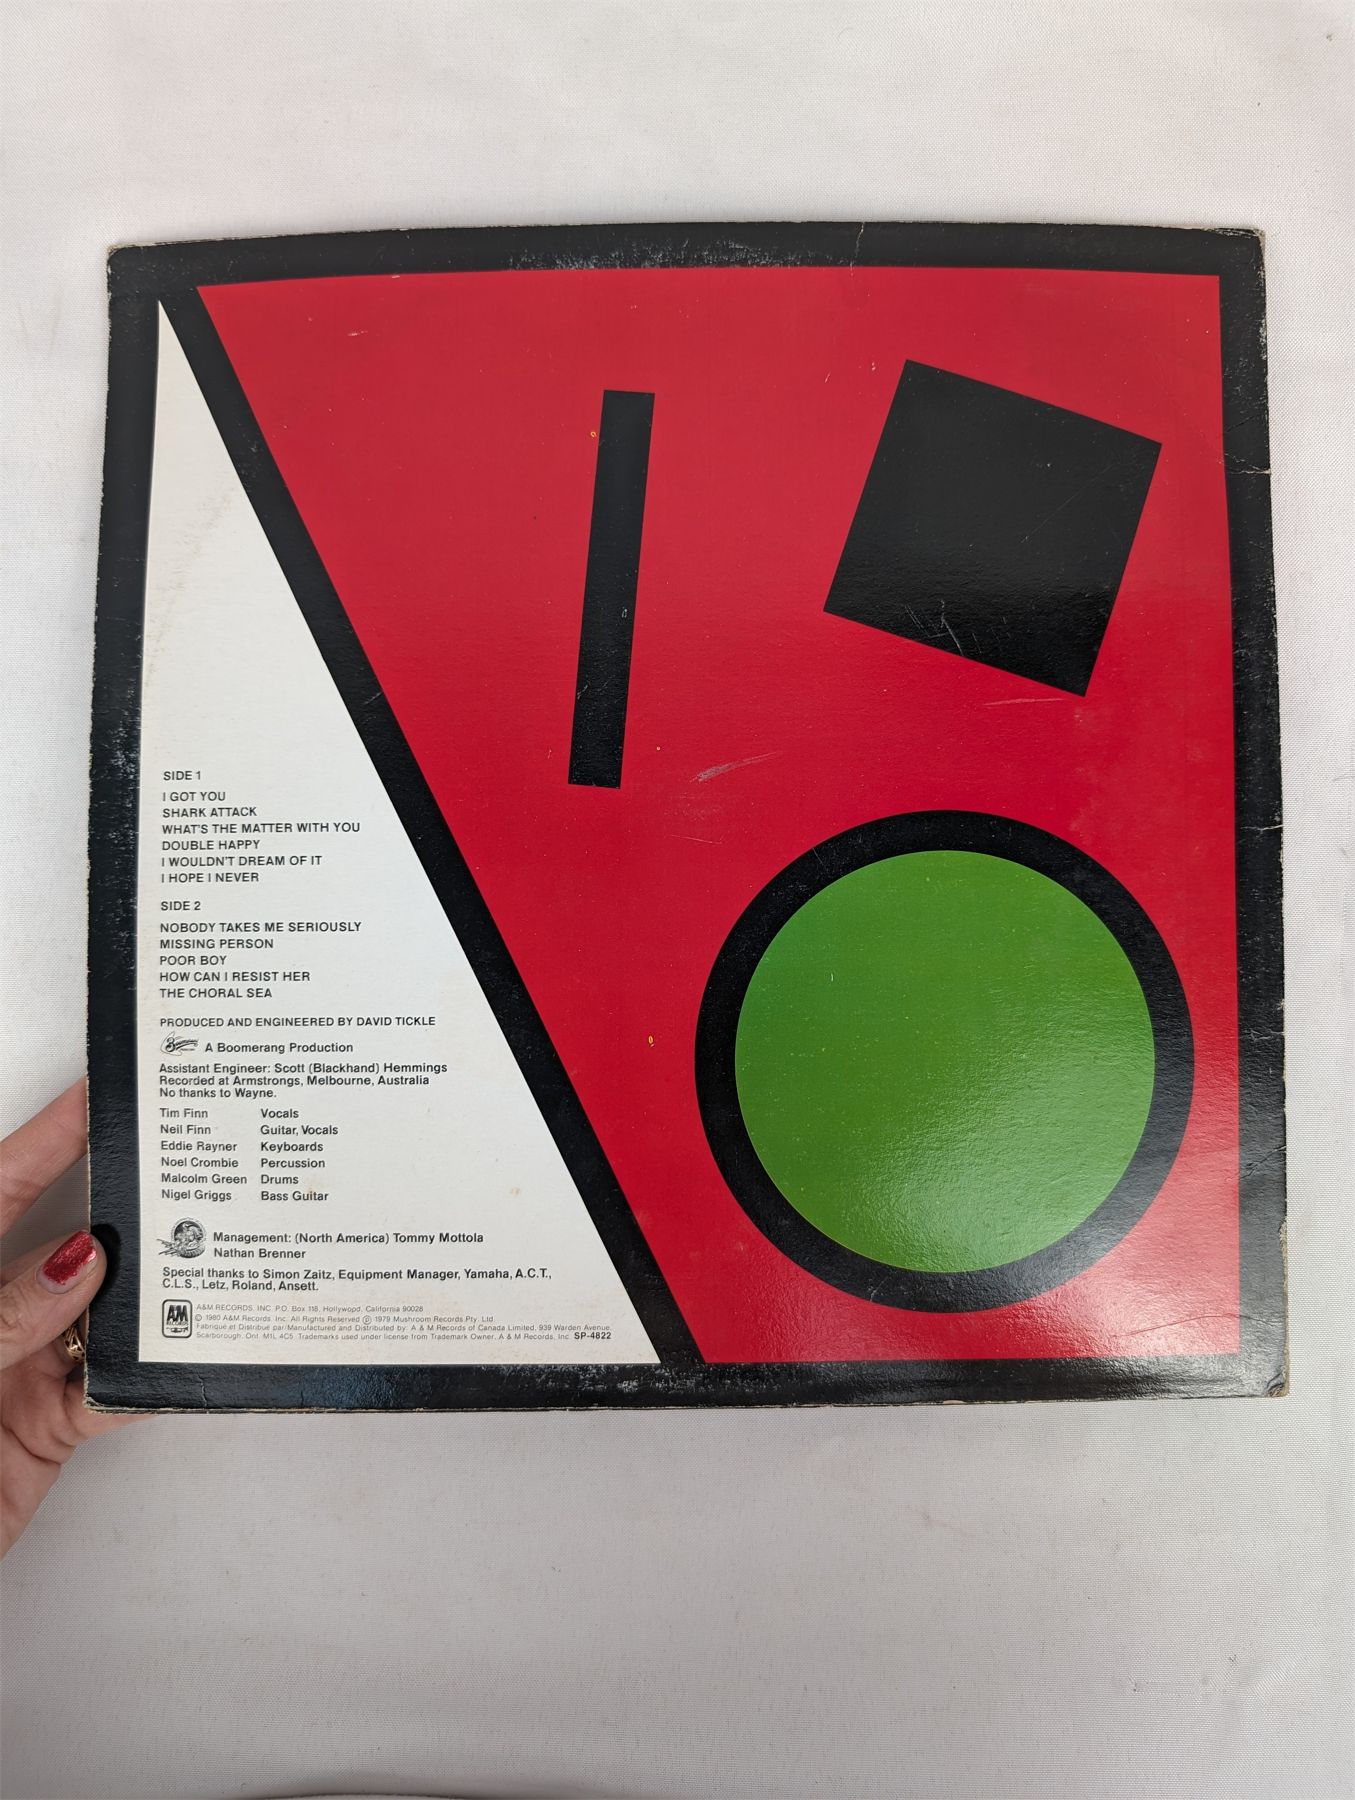 SIDE 1
I GOT YOU
SHARK ATTACK
WHAT'S THE MATTER WITH YOU
DOUBLE HAPPY
I WOULDN'T DREAM OF IT
I HOPE I NEVER
SIDE 2
NOBODY TAKES ME SERIOUSLY
MISSING PERSON
POOR BOY
HOW CAN I RESIST HER
THE CHORAL SEA
PRODUCED AND ENGINEERED BY DAVID TICKLE
Boomerang A Boomerang Production
Assistant Engineer: Scott (Blackhand) Hemmings
Recorded at Armstrongs, Melbourne, Australia
No thanks to Wayne.
Tim Finn Vocals
Neil Finn Guitar, Vocals
Eddie Rayner Keyboards
Noel Crombie Percussion
Malcolm Green Drums
Nigel Griggs Bass Guitar
Management: (North America) Tommy Mottola
Nathan Brenner
Special thanks to Simon Zaitz, Equipment Manager, Yamaha, A.C.T.,
C.L.S., Letz, Roland, Ansett.
A&M RECORDS
A&M RECORDS, INC. P.O. Box 118, Hollywood, California 90028
© 1980 A&M Records, Inc. All Rights Reserved ℗ 1979 Mushroom Records Pty. Ltd.
Fabriqué et Distribué par/Manufactured and Distributed by: A & M Records of Canada Limited, 939 Warden Avenue,
Scarborough, Ont. M1L 4C5. Trademarks used under license from Trademark Owner, A & M Records, Inc. SP-4822